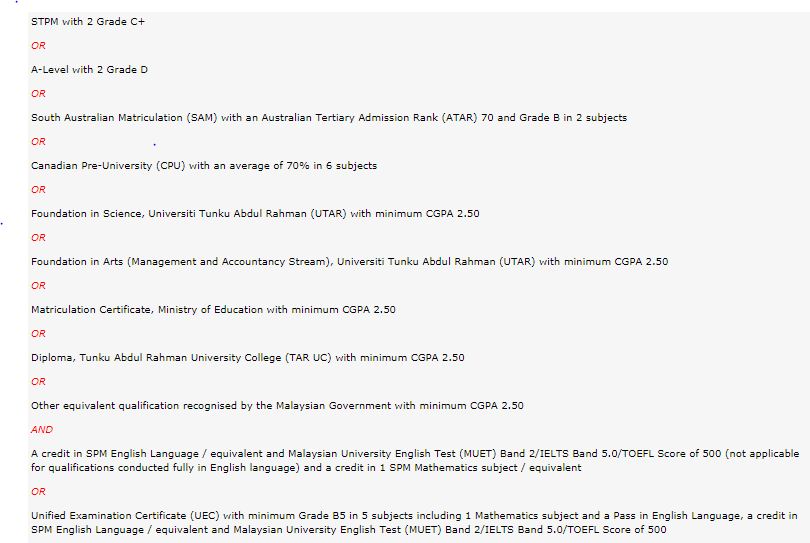 STPM with 2 Grade C+
OR
A-Level with 2 Grade D
OR
South Australian Matriculation (SAM) with an Australian Tertiary Admission Rank (ATAR) 70 and Grade B in 2 subjects
OR
Canadian Pre-University (CPU) with an average of 70% in 6 subjects
OR
Foundation in Science, Universiti Tunku Abdul Rahman (UTAR) with minimum CGPA 2.50
OR
Foundation in Arts (Management and Accountancy Stream), Universiti Tunku Abdul Rahman (UTAR) with minimum CGPA 2.50
OR
Matriculation Certificate, Ministry of Education with minimum CGPA 2.50
OR
Diploma, Tunku Abdul Rahman University College (TAR UC) with minimum CGPA 2.50
OR
Other equivalent qualification recognised by the Malaysian Government with minimum CGPA 2.50
AND
A credit in SPM English Language / equivalent and Malaysian University English Test (MUET) Band 2/IELTS Band 5.0/TOEFL Score of 500 (not applicable
for qualifications conducted fully in English language) and a credit in 1 SPM Mathematics subject / equivalent
OR
Unified Examination Certificate (UEC) with minimum Grade B5 in 5 subjects including 1 Mathematics subject and a Pass in English Language, a credit in
SPM English Language / equivalent and Malaysian University English Test (MUET) Band 2/IELTS Band 5.0/TOEFL Score of 500